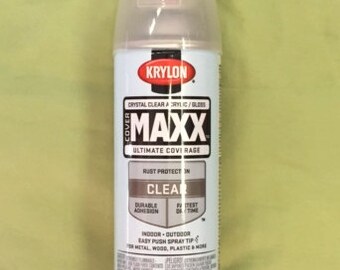 KRYLON
CRYSTAL CLEAR ACRYLIC / GLOSS
COVER
MAXX
ULTIMATE COVERAGE
RUST PROTECTION
CLEAR
DURABLE
ADHESION
FASTEST
DRY TIME
INDOOR • OUTDOOR
EASY PUSH SPRAY TIP
FOR METAL, WOOD, PLASTIC & MORE